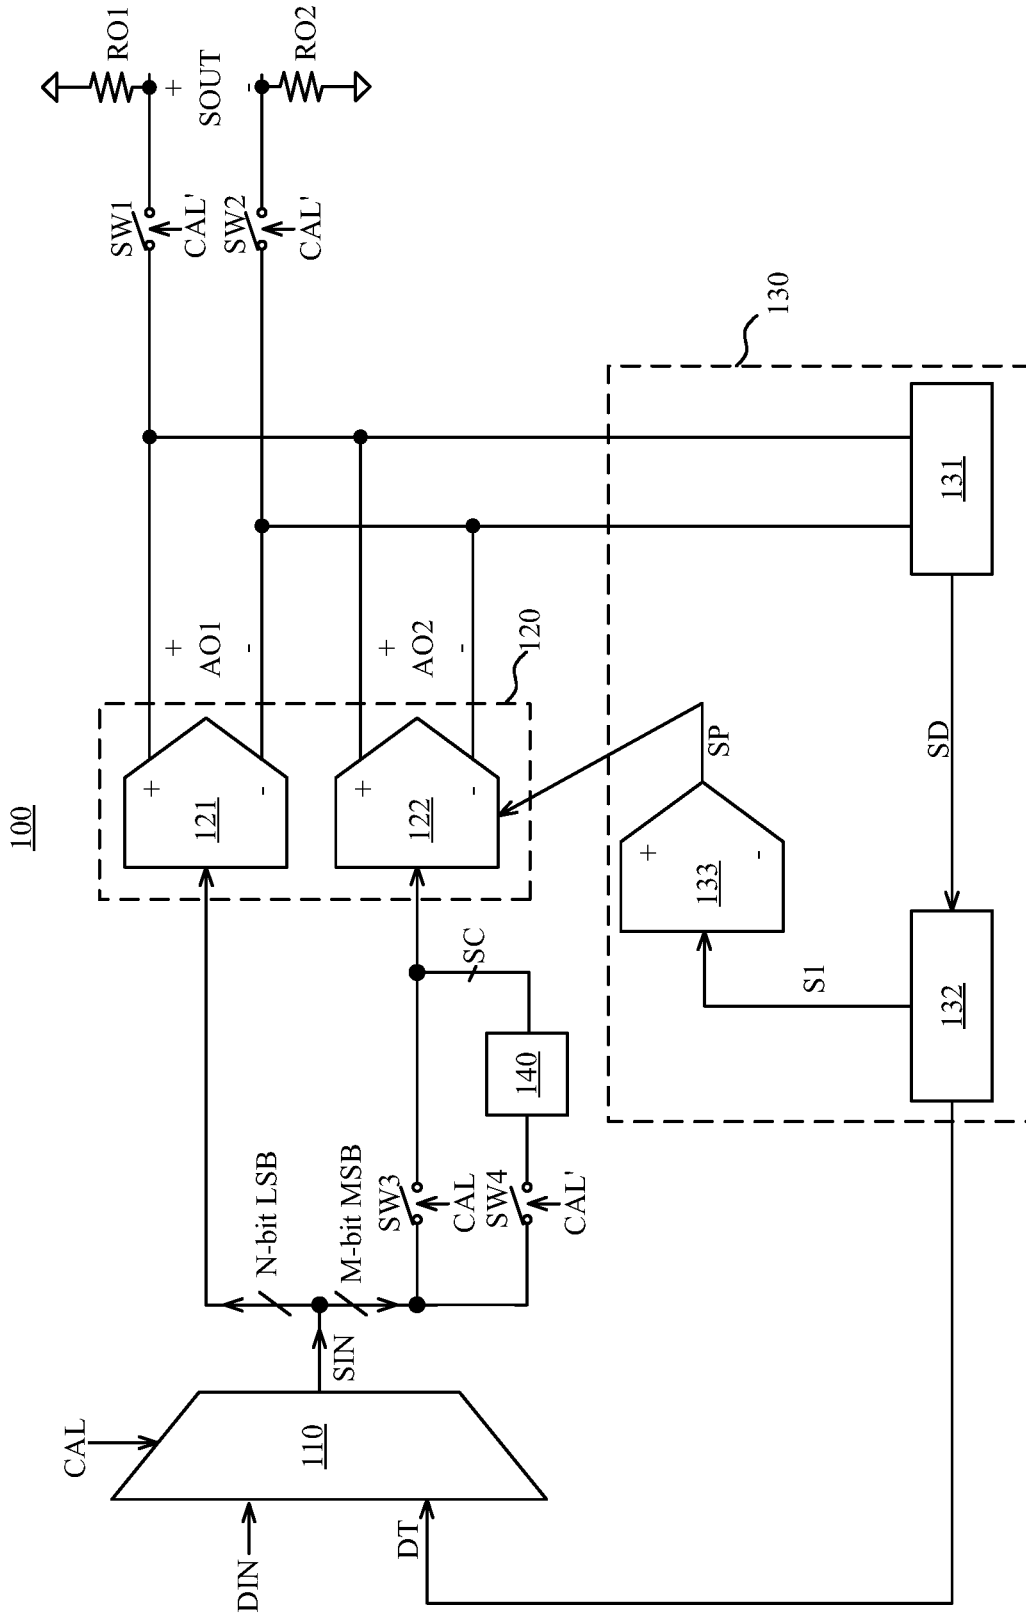 100
CAL
DIN
DT
110
SIN
N-bit LSB
M-bit MSB
SW3
CAL
SW4
CAL'
140
SC
120
+
121
-
+
122
-
+
AO1
-
+
AO2
-
SW1
CAL'
SW2
CAL'
RO1
+
SOUT
-
RO2
130
131
SD
132
S1
+
133
-
SP